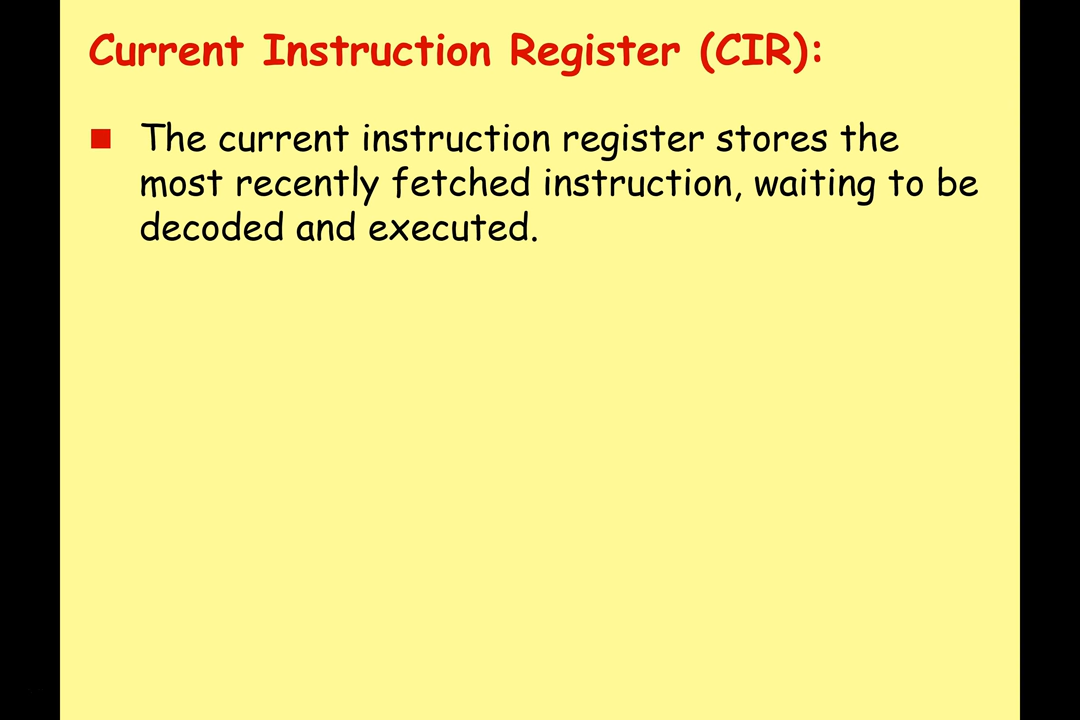 Current Instruction Register (CIR):
The current instruction register stores the
most recently fetched instruction, waiting to be
decoded and executed.